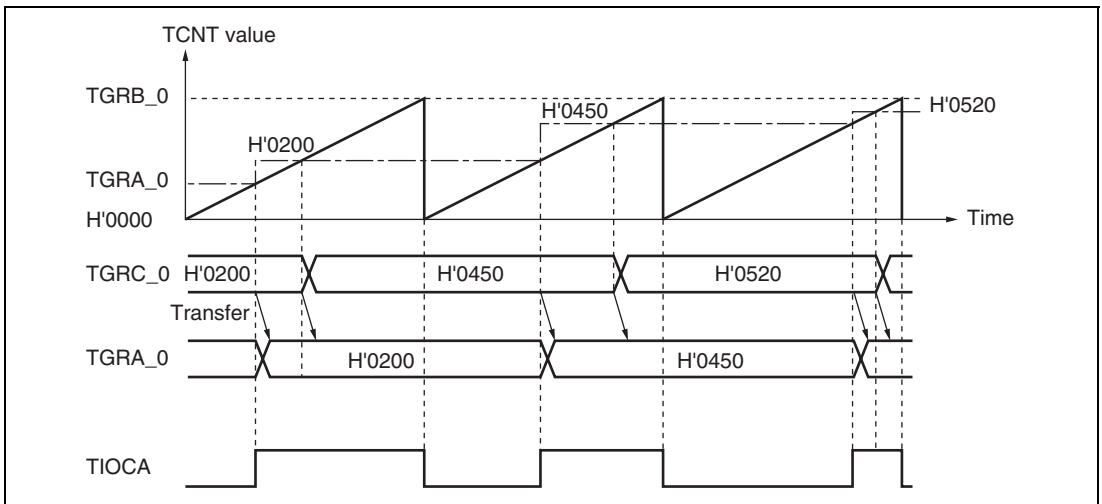 TCNT value
TGRB_0
H'0450
H'0520
H'0200
TGRA_0
H'0000
Time
TGRC_0 H'0200 H'0450 H'0520
Transfer
TGRA_0 H'0200 H'0450
TIOCA